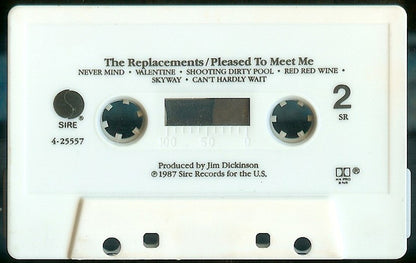 The Replacements/Pleased To Meet Me
NEVER MIND • VALENTINE • SHOOTING DIRTY POOL • RED RED WINE •
SKYWAY • CAN'T HARDLY WAIT
SIRE ®
4-25557
2
SR
100 50 0
Produced by Jim Dickinson
℗ 1987 Sire Records for the U.S.